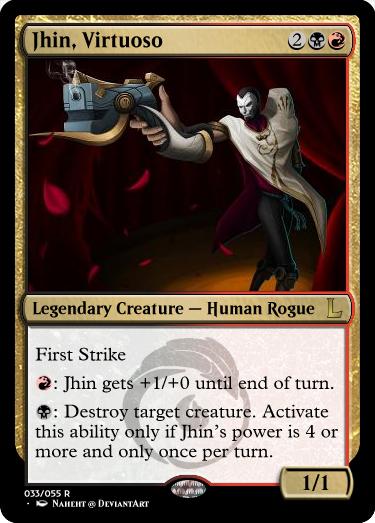 Jhin, Virtuoso 2
Legendary Creature — Human Rogue L
First Strike
: Jhin gets +1/+0 until end of turn.
: Destroy target creature. Activate
this ability only if Jhin's power is 4 or
more and only once per turn.
1/1
033/055 R
· Naheht @ DeviantArt